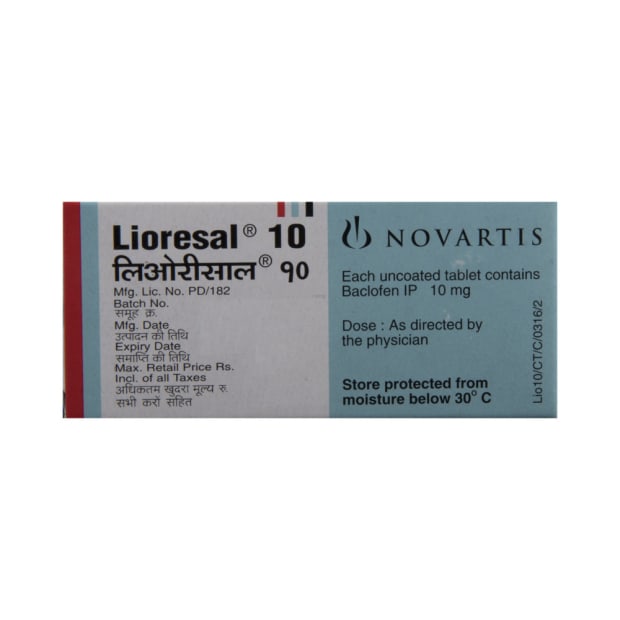 Lioresal® 10
लिओरीसाल® १०
Mfg. Lic. No. PD/182
Batch No.
समूह क्र.
Mfg. Date
उत्पादन की तिथि
Expiry Date
समाप्ति की तिथि
Max. Retail Price Rs.
Incl. of all Taxes
अधिकतम खुदरा मूल्य रु.
सभी करों सहित
NOVARTIS
Each uncoated tablet contains
Baclofen IP 10 mg
Dose : As directed by
the physician
Store protected from
moisture below 30° C
Lio10/CT/C/0316/2